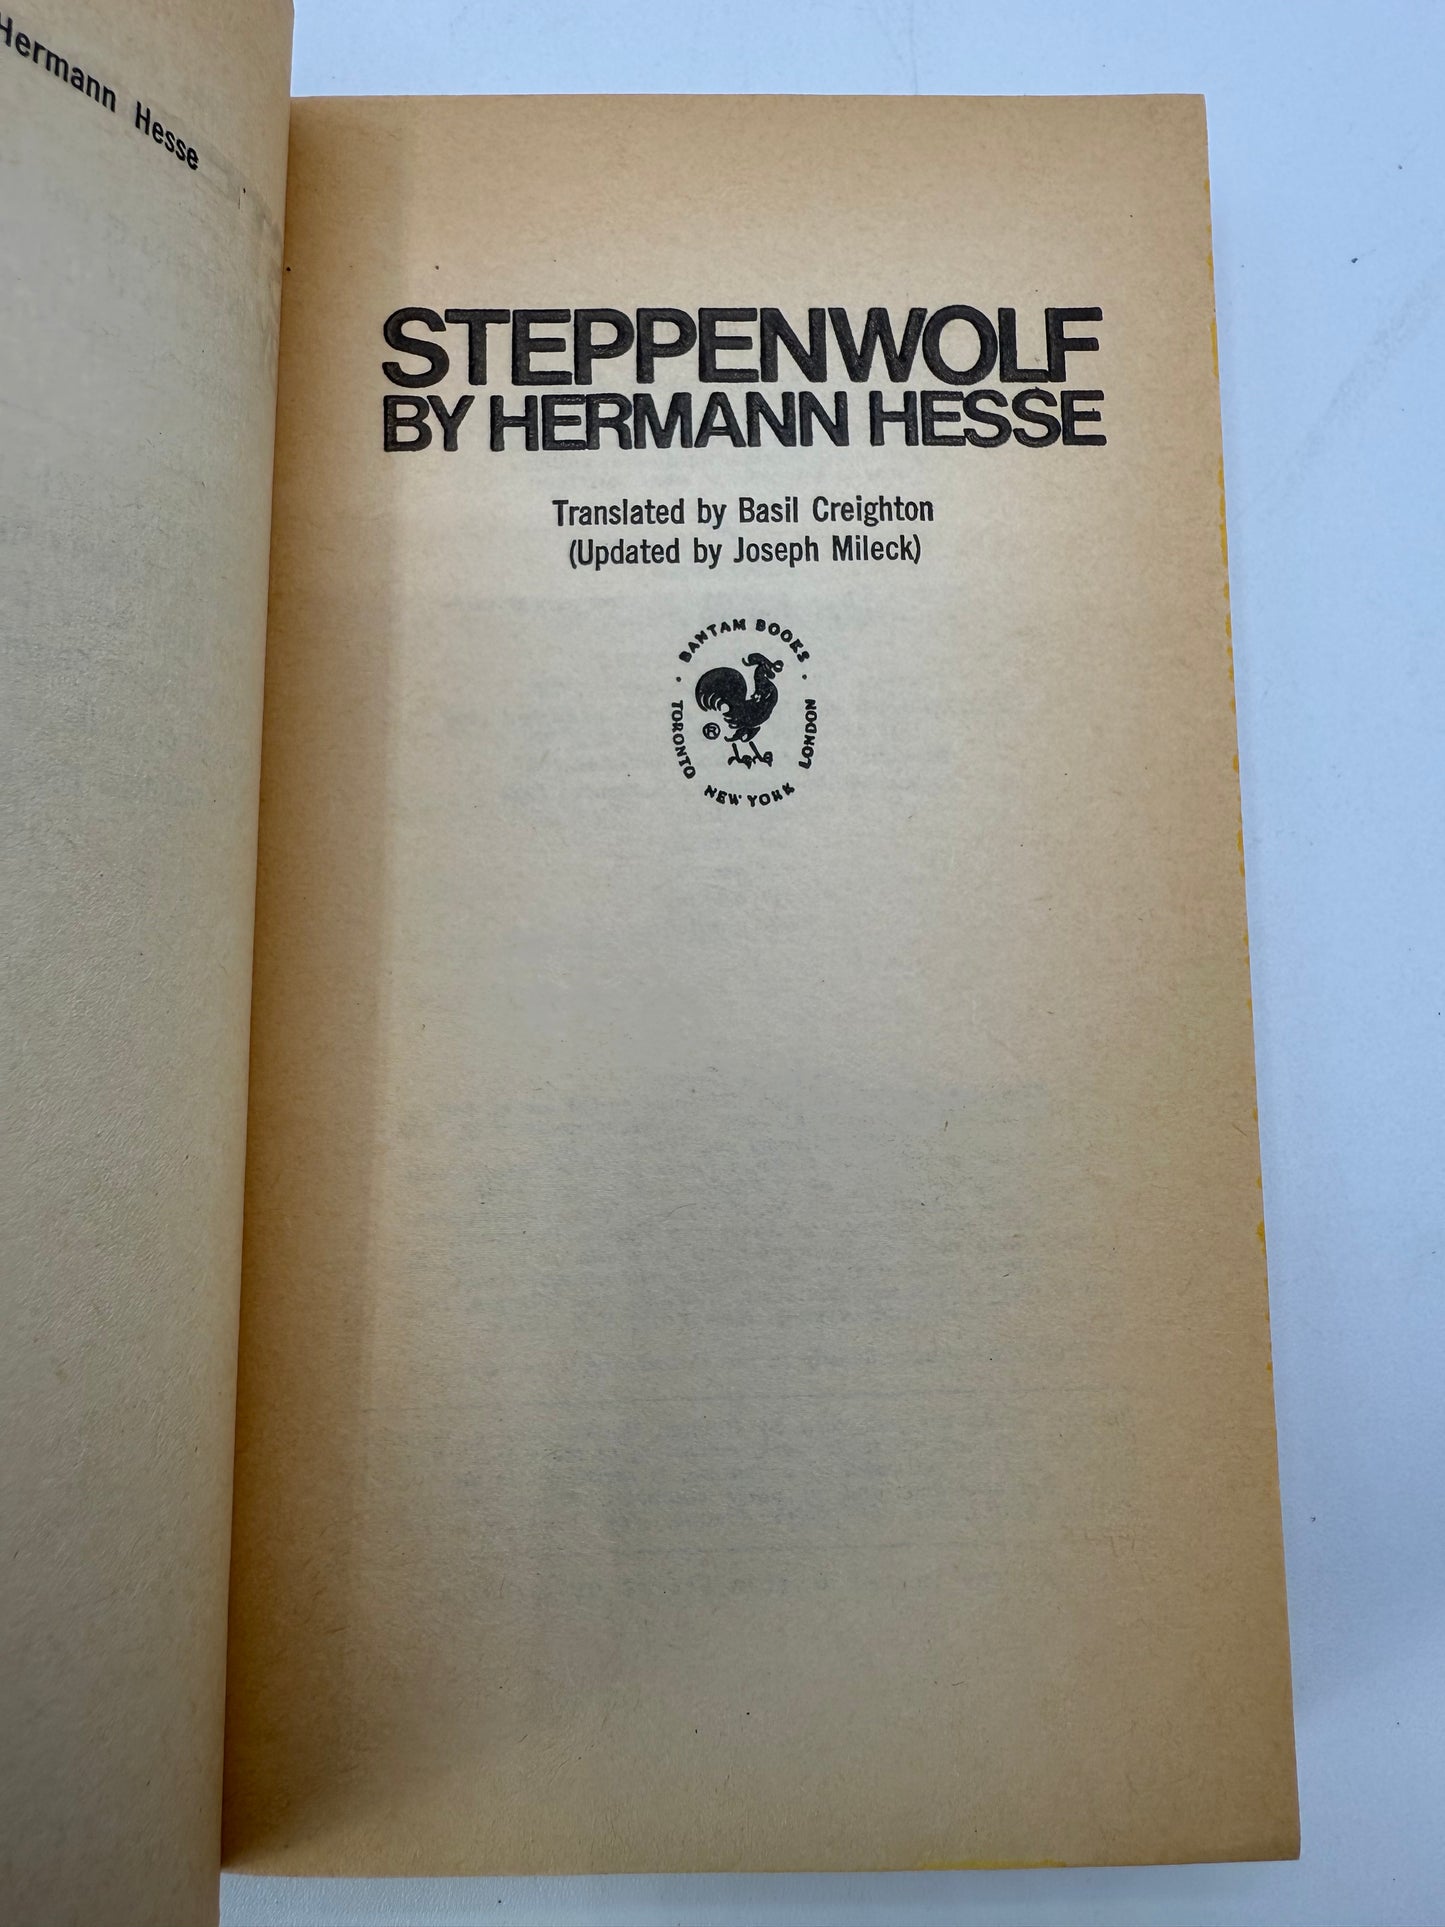 Hermann Hesse
STEPPENWOLF
BY HERMANN HESSE
Translated by Basil Creighton
(Updated by Joseph Mileck)
· BANTAM BOOKS ·
TORONTO NEW YORK LONDON
®